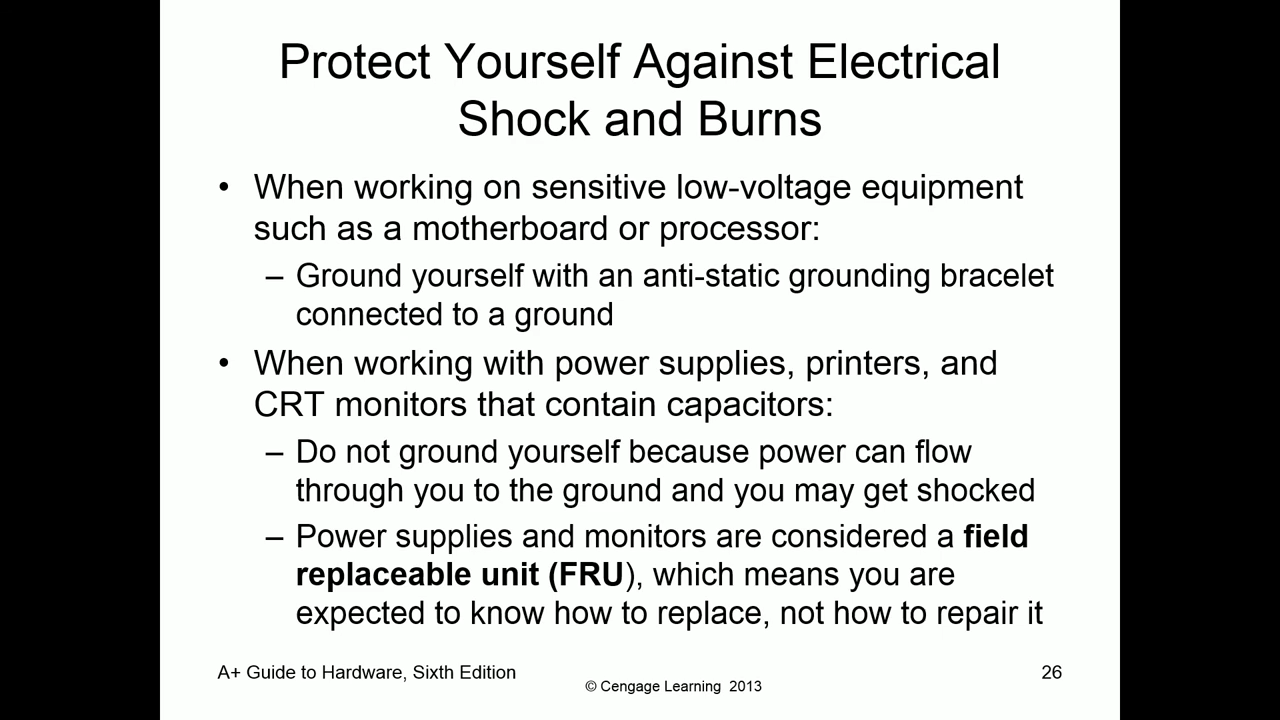 Protect Yourself Against Electrical
Shock and Burns
• When working on sensitive low-voltage equipment
such as a motherboard or processor:
– Ground yourself with an anti-static grounding bracelet
connected to a ground
• When working with power supplies, printers, and
CRT monitors that contain capacitors:
– Do not ground yourself because power can flow
through you to the ground and you may get shocked
– Power supplies and monitors are considered a field
replaceable unit (FRU), which means you are
expected to know how to replace, not how to repair it
A+ Guide to Hardware, Sixth Edition
© Cengage Learning 2013
26